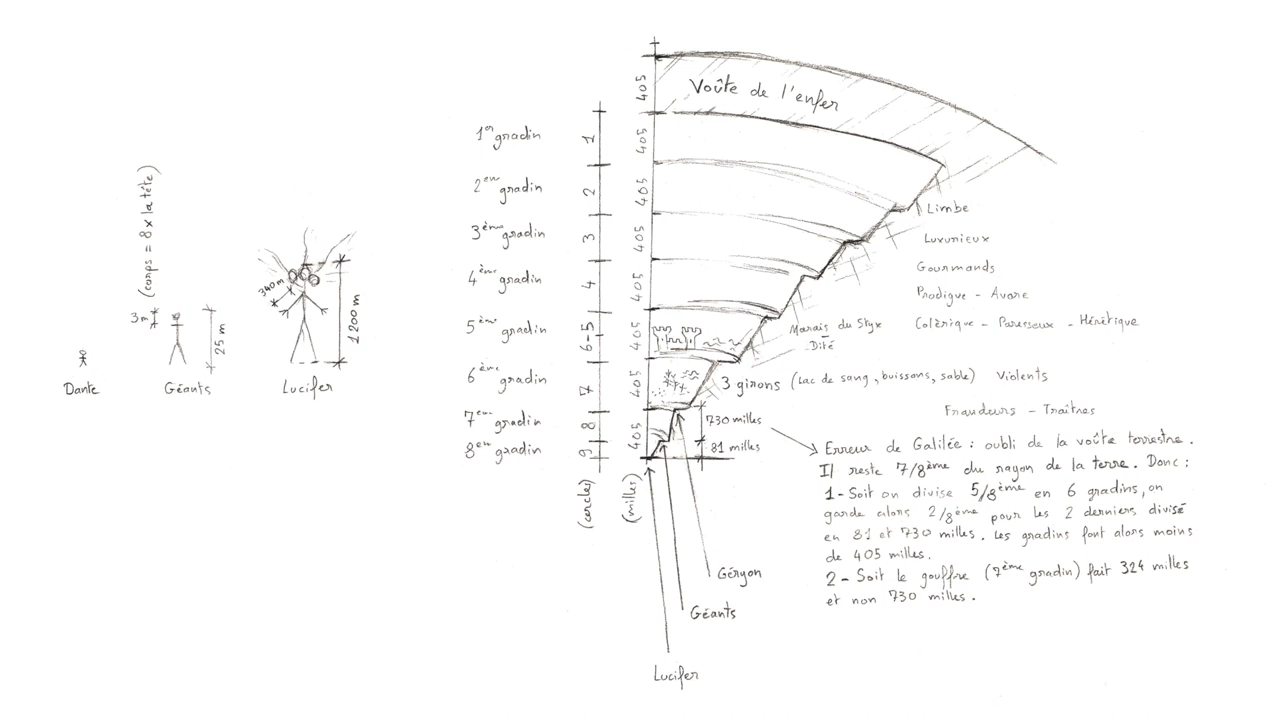 (corps = 8 x la tête)
3m
25 m
340m
1200 m
Dante
Géants
Lucifer
1er gradin
2eme gradin
3ème gradin
4ème gradin
5ème gradin
6ème gradin
7eme gradin
8eme gradin
1
2
3
4
6-5
7
8
9
(cercles)
405
405
405
405
405
405
405
405
(milles)
Voûte de l'enfer
Limbe
Luxurieux
Gourmands
Prodigue - Avare
Marais du Styx
- Dité
Colérique - Paresseux - Hérétique
3 girons (Lac de sang, buissons, sable) Violents
Fraudeurs - Traîtres
730 milles
81 milles
Erreur de Galilée : oubli de la voûte terrestre.
Il reste 7/8ème du rayon de la terre. Donc :
1- Soit on divise 5/8ème en 6 gradins, on
garde alors 2/8ème pour les 2 derniers divisé
en 81 et 730 milles. Les gradins font alors moins
de 405 milles.
2- Soit le gouffre (7ème gradin) fait 324 milles
et non 730 milles.
Géryon
Géants
Lucifer